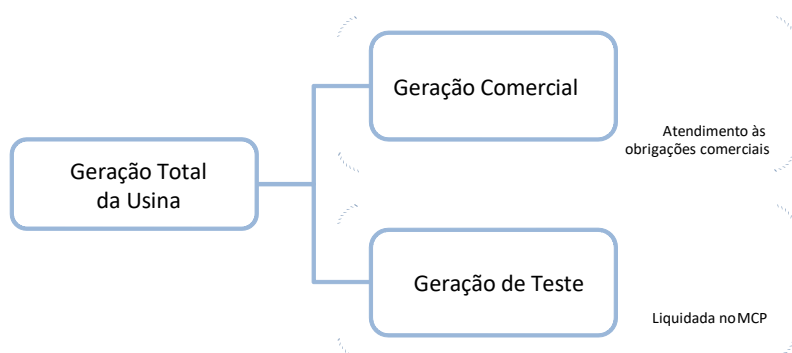 Geração Comercial
Atendimento às
obrigações comerciais
Geração Total
da Usina
Geração de Teste
Liquidada no MCP